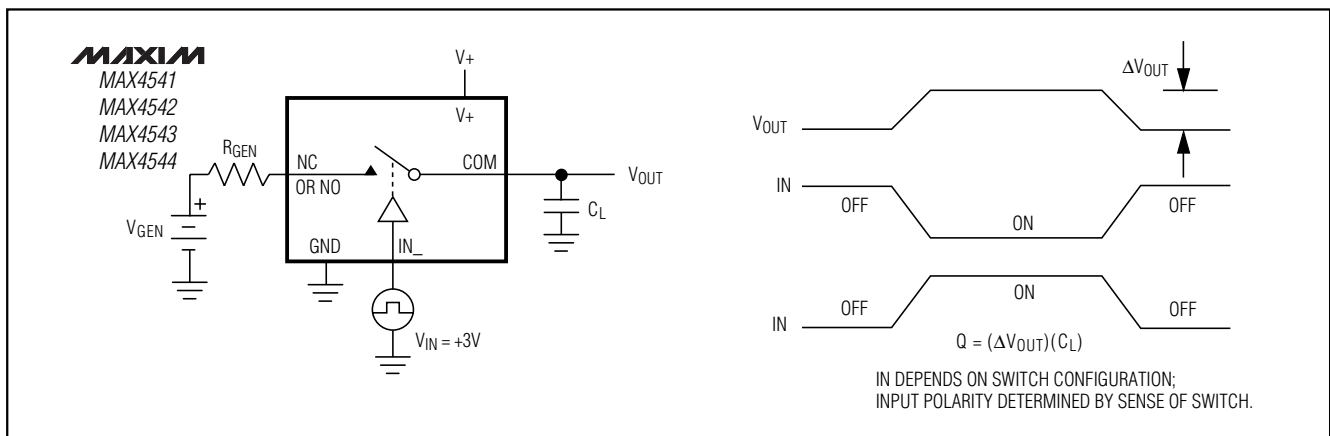 MAXIM
MAX4541
MAX4542
MAX4543
MAX4544
V+
V+
RGEN
NC
OR NO
COM
VOUT
CL
+
VGEN
GND
IN_
VIN = +3V
ΔVOUT
VOUT
IN
OFF
ON
OFF
IN
OFF
ON
OFF
Q = (ΔVOUT)(CL)
IN DEPENDS ON SWITCH CONFIGURATION;
INPUT POLARITY DETERMINED BY SENSE OF SWITCH.